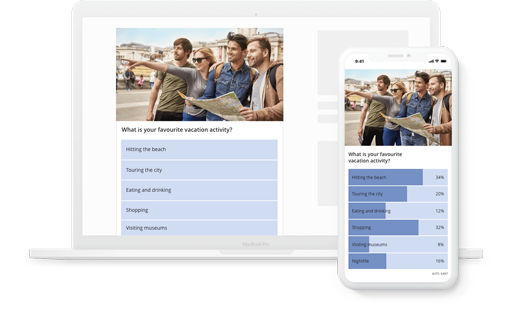 What is your favourite vacation activity?
Hitting the beach
Touring the city
Eating and drinking
Shopping
Visiting museums
MacBook Pro
9:41
What is your favourite
vacation activity?
Hitting the beach 34%
Touring the city 20%
Eating and drinking 12%
Shopping 32%
Visiting museums 8%
Nightlife 16%